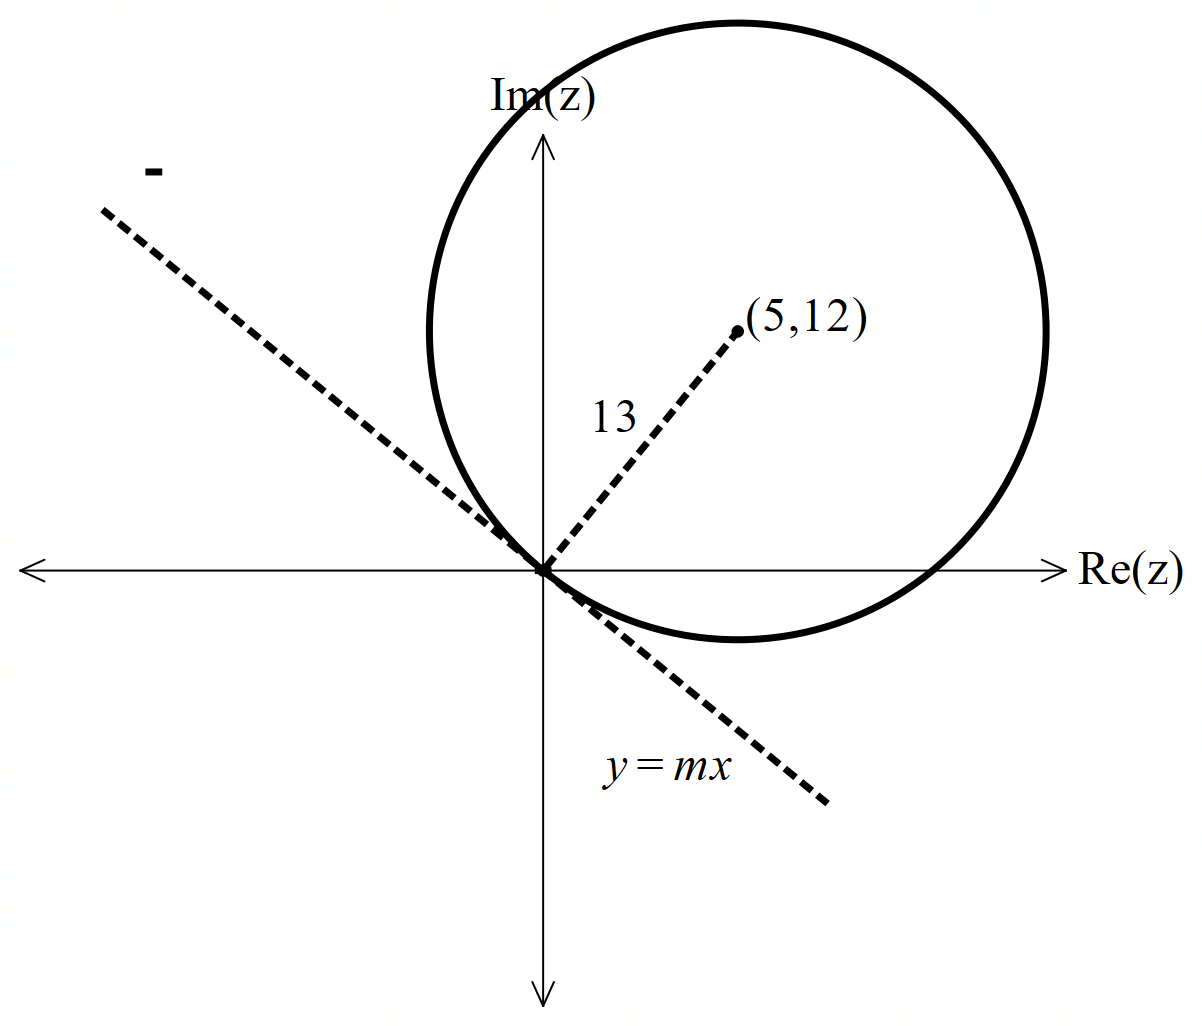 Im(z)
-
(5,12)
13
Re(z)
y = mx